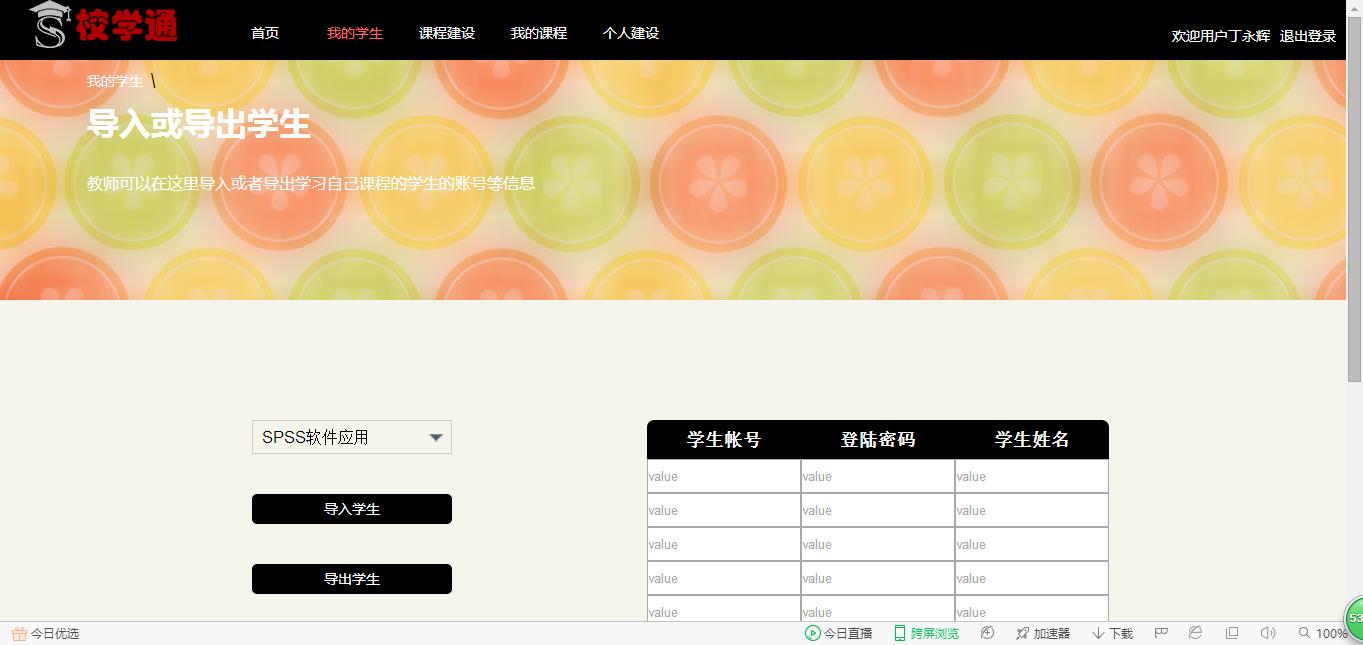 校学通
首页 我的学生 课程建设 我的课程 个人建设 欢迎用户丁永辉 退出登录
我的学生 \
导入或导出学生
教师可以在这里导入或者导出学习自己课程的学生的账号等信息
SPSS软件应用
导入学生
导出学生
学生帐号 登陆密码 学生姓名
value value value
value value value
value value value
value value value
value value value
今日优选 今日直播 跨屏浏览 加速器 下载 100%
53